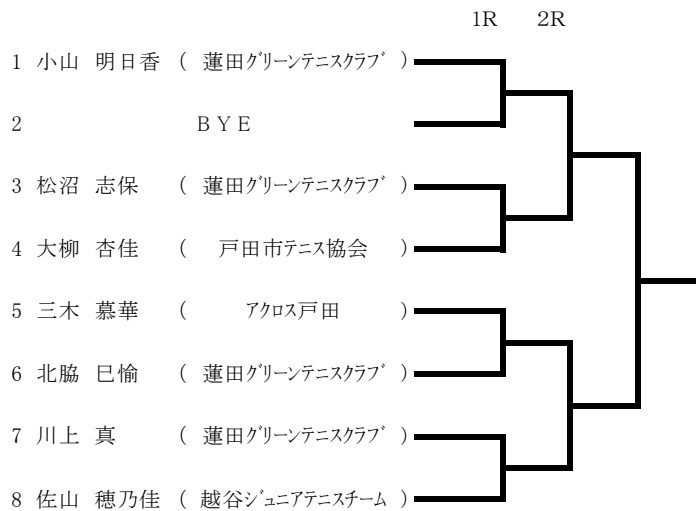 1R 2R
1 小山 明日香 ( 蓮田グリーンテニスクラブ )
2 BYE
3 松沼 志保 ( 蓮田グリーンテニスクラブ )
4 大柳 杏佳 ( 戸田市テニス協会 )
5 三木 慕華 ( アクロス戸田 )
6 北脇 巳愉 ( 蓮田グリーンテニスクラブ )
7 川上 真 ( 蓮田グリーンテニスクラブ )
8 佐山 穂乃佳 ( 越谷ジュニアテニスチーム )